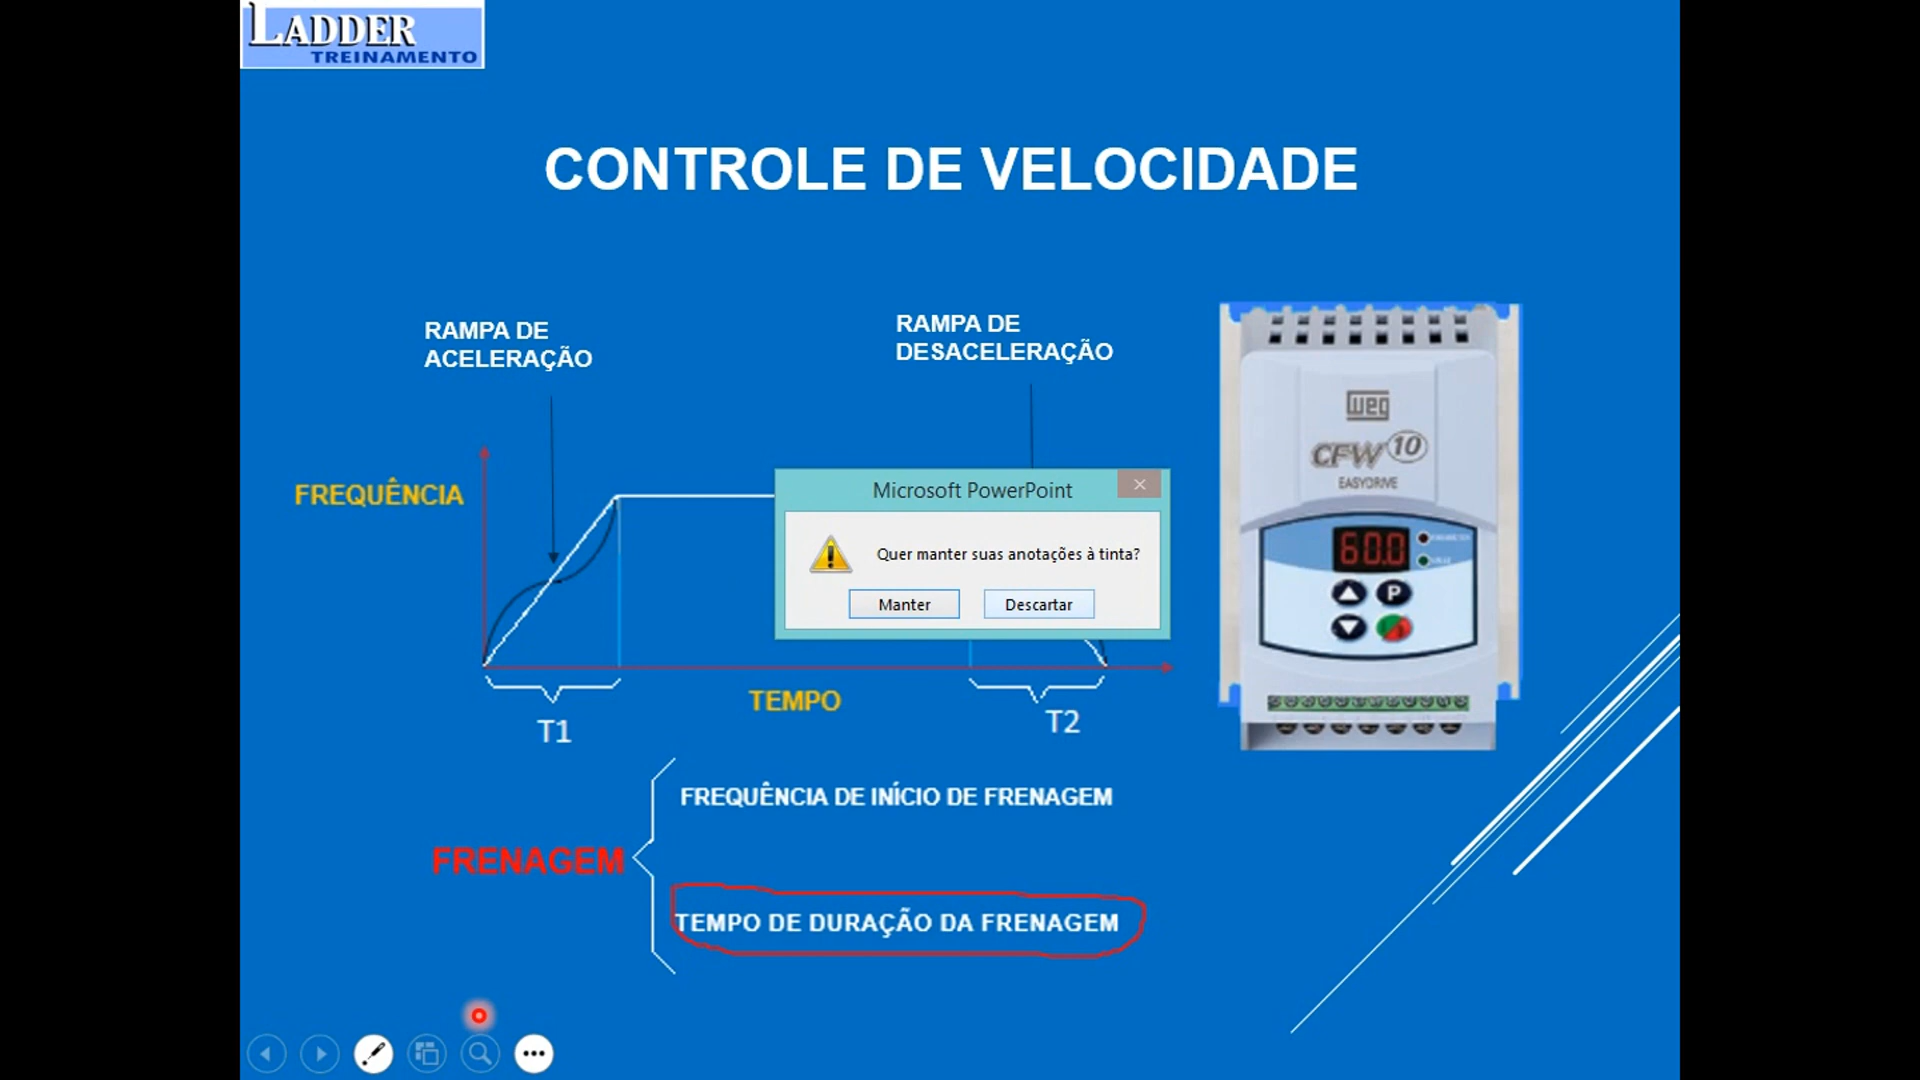 LADDER
TREINAMENTO
CONTROLE DE VELOCIDADE
RAMPA DE
ACELERAÇÃO
RAMPA DE
DESACELERAÇÃO
FREQUÊNCIA
Microsoft PowerPoint
Quer manter suas anotações à tinta?
Manter
Descartar
TEMPO
T1
T2
weg
CFW10
EASYDRIVE
60.0
P
FREQUÊNCIA DE INÍCIO DE FRENAGEM
FRENAGEM
TEMPO DE DURAÇÃO DA FRENAGEM